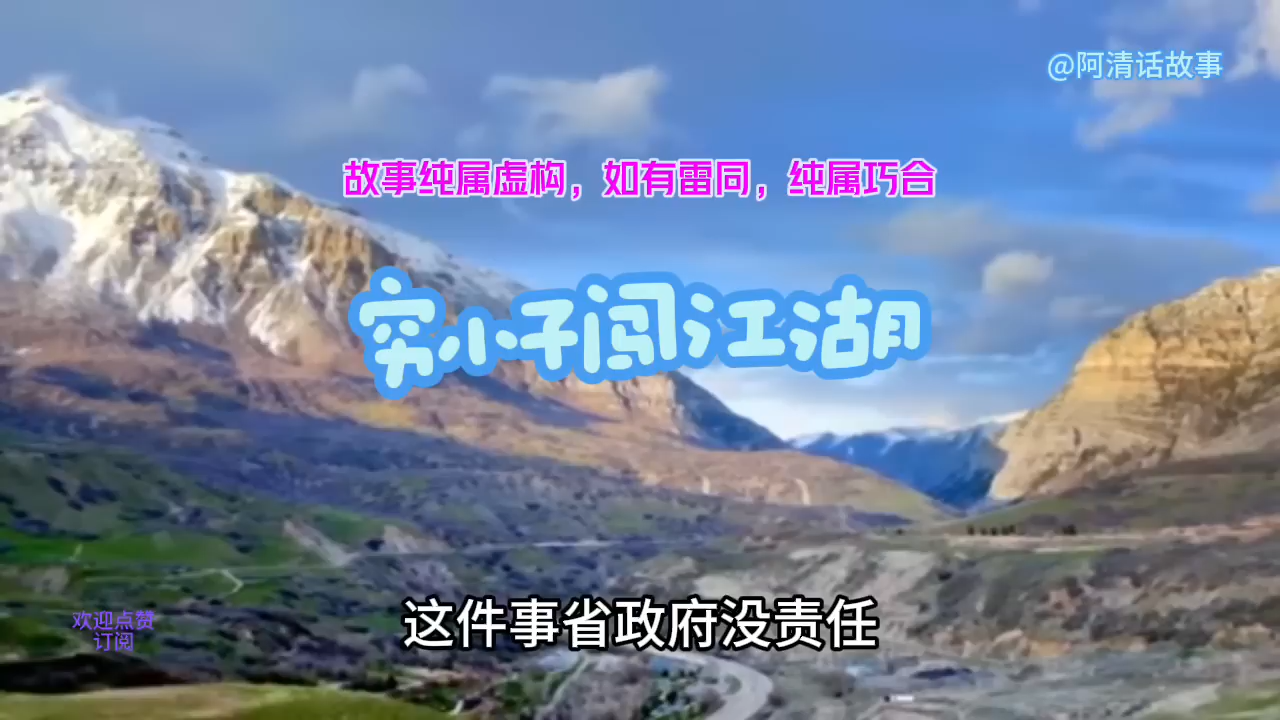 @阿清话故事
故事纯属虚构，如有雷同，纯属巧合
穷小子闯江湖
这件事省政府没责任
欢迎点赞
订阅